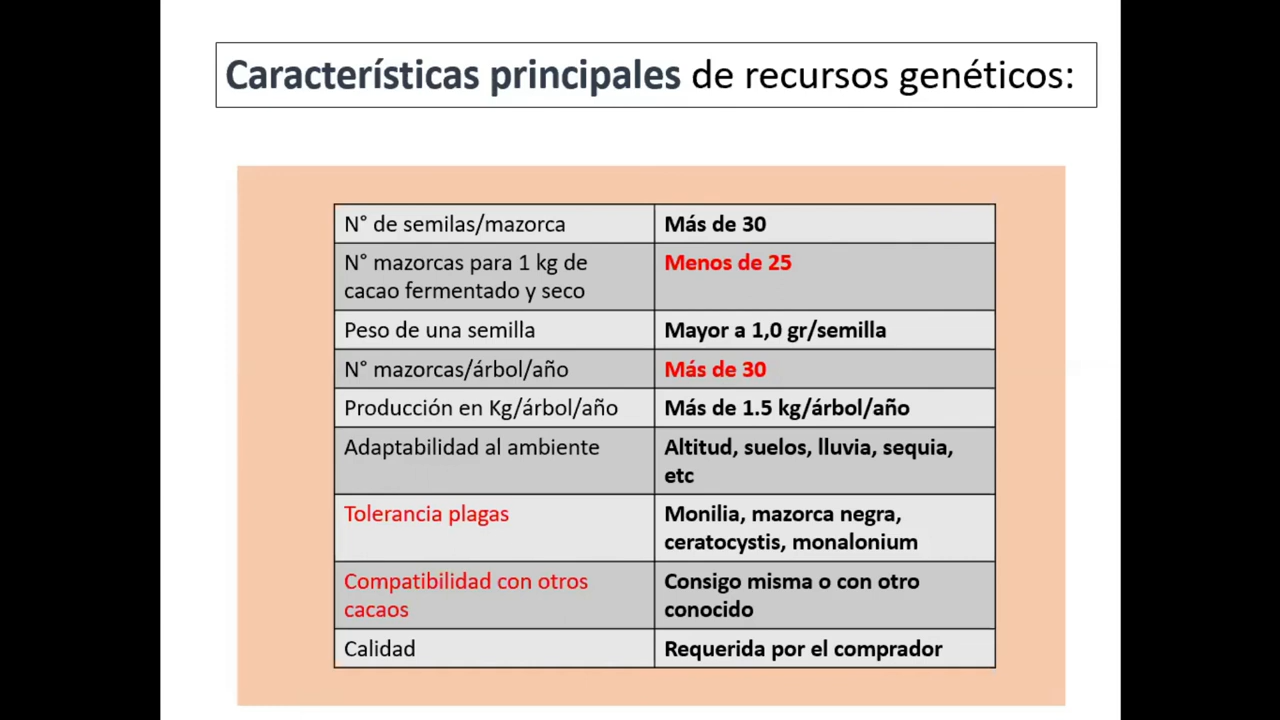 Características principales de recursos genéticos:
N° de semilas/mazorca
Más de 30
N° mazorcas para 1 kg de
cacao fermentado y seco
Menos de 25
Peso de una semilla
Mayor a 1,0 gr/semilla
N° mazorcas/árbol/año
Más de 30
Producción en Kg/árbol/año
Más de 1.5 kg/árbol/año
Adaptabilidad al ambiente
Altitud, suelos, lluvia, sequia,
etc
Tolerancia plagas
Monilia, mazorca negra,
ceratocystis, monalonium
Compatibilidad con otros
cacaos
Consigo misma o con otro
conocido
Calidad
Requerida por el comprador